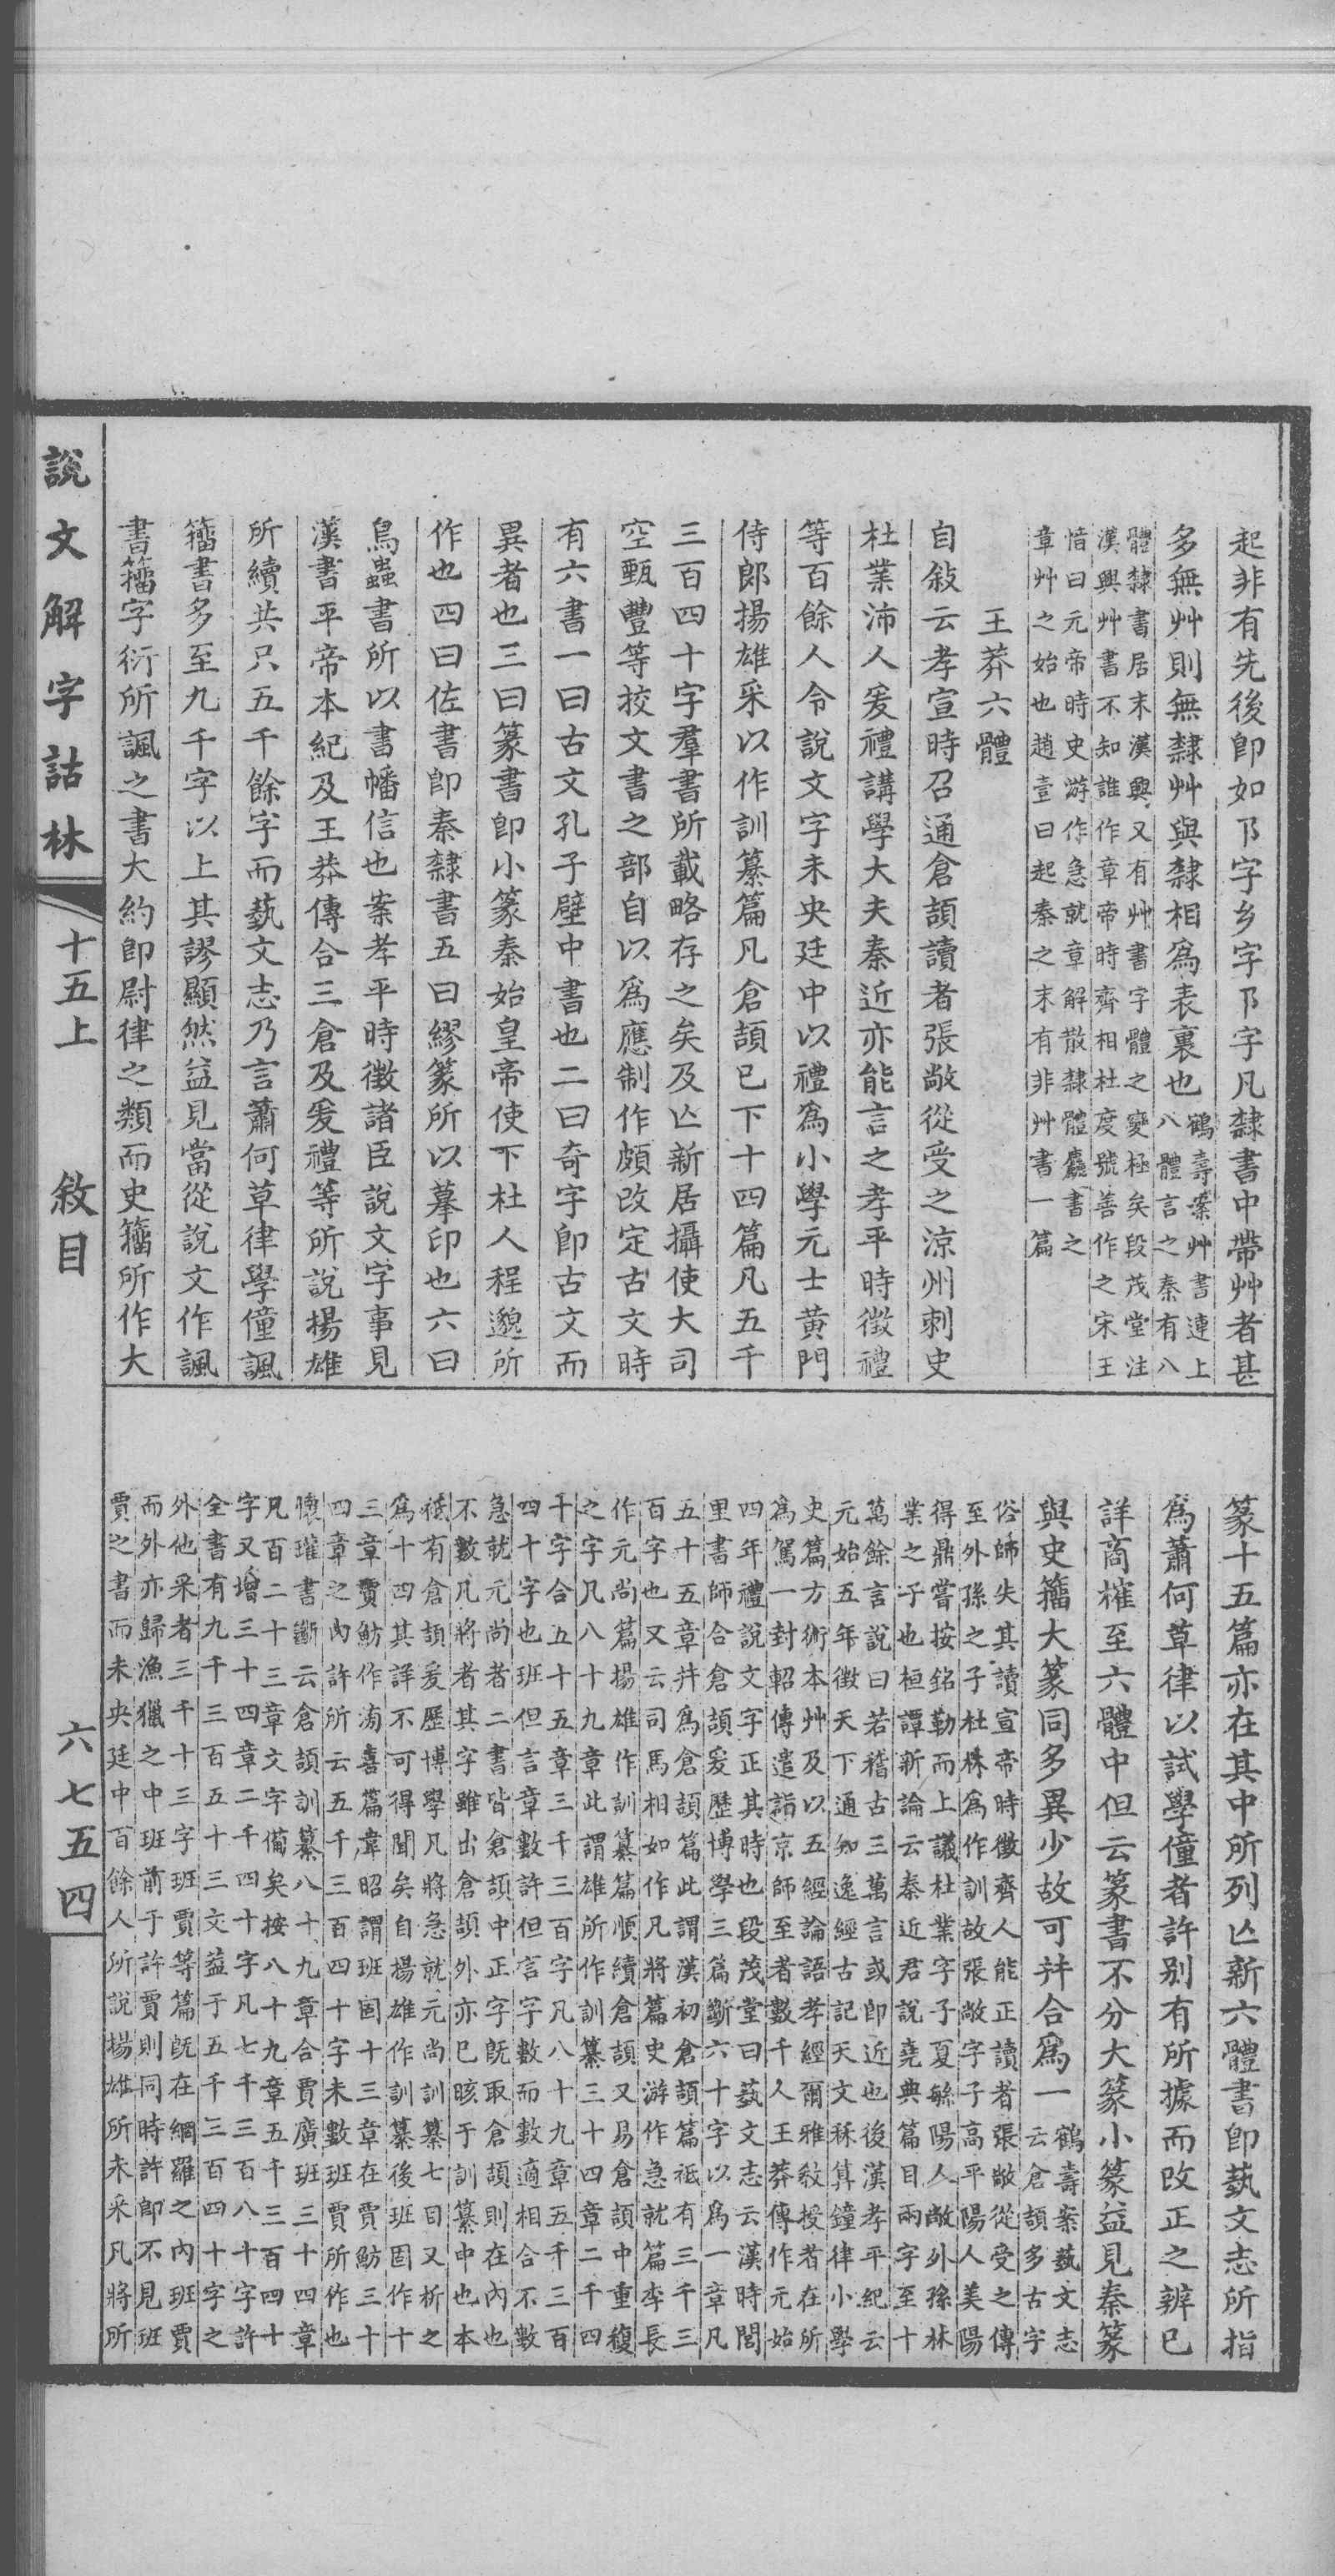 起非有先後卽如卩字乡字卪字凡隸書中帶艸者甚
多無艸則無隸艸與隸相爲表裏也鶴壽案艸書連上
八體言之秦有八
體隸書居末漢興又有艸書字體之變極矣段茂堂注
漢興艸書不知誰作章帝時齊相杜度號善作之宋王
愔曰元帝時史游作急就章解散隸體麤書之
章艸之始也趙壹曰起秦之末有非艸書一篇
王莽六體
自敍云孝宣時召通倉頡讀者張敞從受之涼州刺史
杜業沛人爰禮講學大夫秦近亦能言之孝平時徵禮
等百餘人令說文字未央廷中以禮爲小學元士黄門
侍郎揚雄采以作訓纂篇凡倉頡已下十四篇凡五千
三百四十字羣書所載略存之矣及亾新居攝使大司
空甄豐等挍文書之部自以爲應制作頗改定古文時
有六書一曰古文孔子壁中書也二曰奇字卽古文而
異者也三曰篆書卽小篆秦始皇帝使下杜人程邈所
作也四曰佐書卽秦隸書五曰繆篆所以摹印也六曰
鳥蟲書所以書幡信也案孝平時徵諸臣說文字事見
漢書平帝本紀及王莽傳合三倉及爰禮等所說揚雄
所續共只五千餘字而藝文志乃言蕭何草律學僮諷
籀書多至九千字以上其謬顯然益見當從說文作諷
書籀字衍所諷之書大約卽尉律之類而史籀所作大
篆十五篇亦在其中所列亾新六體書卽藝文志所指
爲蕭何草律以試學僮者許别有所據而改正之辨已
詳商榷至六體中但云篆書不分大篆小篆益見秦篆
與史籀大篆同多異少故可幷合爲一鶴壽案藝文志
云倉頡多古字
俗師失其讀宣帝時徵齊人能正讀者張敞從受之傳
至外孫之子杜林爲作訓故張敞字子高平陽人美陽
得鼎嘗按銘勒而上議杜業字子夏緐陽人敞外孫林
業之子也桓譚新論云秦近君說堯典篇目兩字至十
萬餘言說曰若稽古三萬言或卽近也後漢孝平紀云
元始五年徵天下通知逸經古記天文秝算鐘律小學
史篇方術本艸及以五經論語孝經爾雅敎授者在所
爲駕一封軺傳遣詣京師至者數千人王莽傳作元始
四年禮說文字正其時也段茂堂曰藝文志云漢時閭
里書師合倉頡爰歷博學三篇斷六十字以爲一章凡
五十五章幷爲倉頡篇此謂漢初倉頡篇祗有三千三
百字也又云司馬相如作凡將篇史游作急就篇李長
作元尚篇揚雄作訓纂篇順續倉頡又易倉頡中重複
之字凡八十九章此謂雄所作訓纂三十四章二千四
千字合五十五章三千三百字凡八十九章五千三百
四十字也班但言章數許但言字數而數適相合不數
急就元尚者二書皆倉頡中正字旣取倉頡則在內也
不數凡將者其字雖出倉頡外亦已晐于訓纂中也本
祗有倉頡爰歷博學凡將急就元尚訓纂七目又析之
爲十四其詳不可得聞矣自楊雄作訓纂後班固作十
三章賈魴作滂喜篇韋昭謂班固十三章在賈魴三十
四章之內許所云五千三百四十字未數班賈所作也
懷瓘書斷云倉頡訓纂八十九章合賈廣班三十四章
凡百二十三章文字備矣按八十九章五千三百四十
字又增三十四章二千四十字凡七千三百八十字許
全書有九千三百五十三文益于五千三百四十字之
外他采者三千十三字班賈等篇旣在網羅之內班賈
而外亦歸漁獵之中班前于許賈則同時許卽不見班
賈之書而未央廷中百餘人所說楊雄所未采凡將所
說文解字詁林　十五上　敘目　六七五四